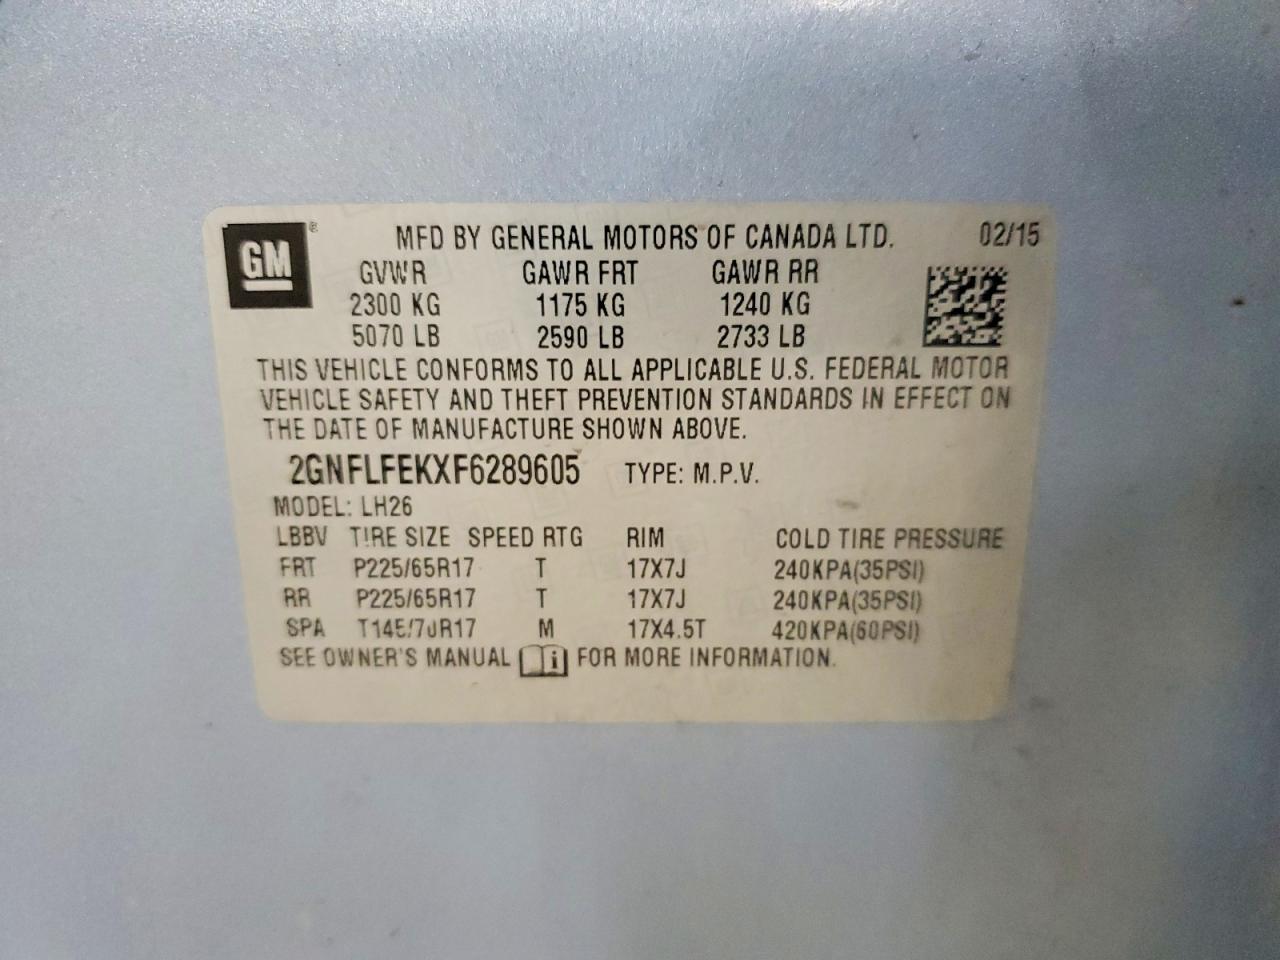 GM ® MFD BY GENERAL MOTORS OF CANADA LTD. 02/15
GVWR GAWR FRT GAWR RR
2300 KG 1175 KG 1240 KG
5070 LB 2590 LB 2733 LB
THIS VEHICLE CONFORMS TO ALL APPLICABLE U.S. FEDERAL MOTOR
VEHICLE SAFETY AND THEFT PREVENTION STANDARDS IN EFFECT ON
THE DATE OF MANUFACTURE SHOWN ABOVE.
2GNFLFEKXF6289605 TYPE: M.P.V.
MODEL: LH26
LBBV TIRE SIZE SPEED RTG RIM COLD TIRE PRESSURE
FRT P225/65R17 T 17X7J 240KPA(35PSI)
RR P225/65R17 T 17X7J 240KPA(35PSI)
SPA T145/70R17 M 17X4.5T 420KPA(60PSI)
SEE OWNER'S MANUAL i FOR MORE INFORMATION.